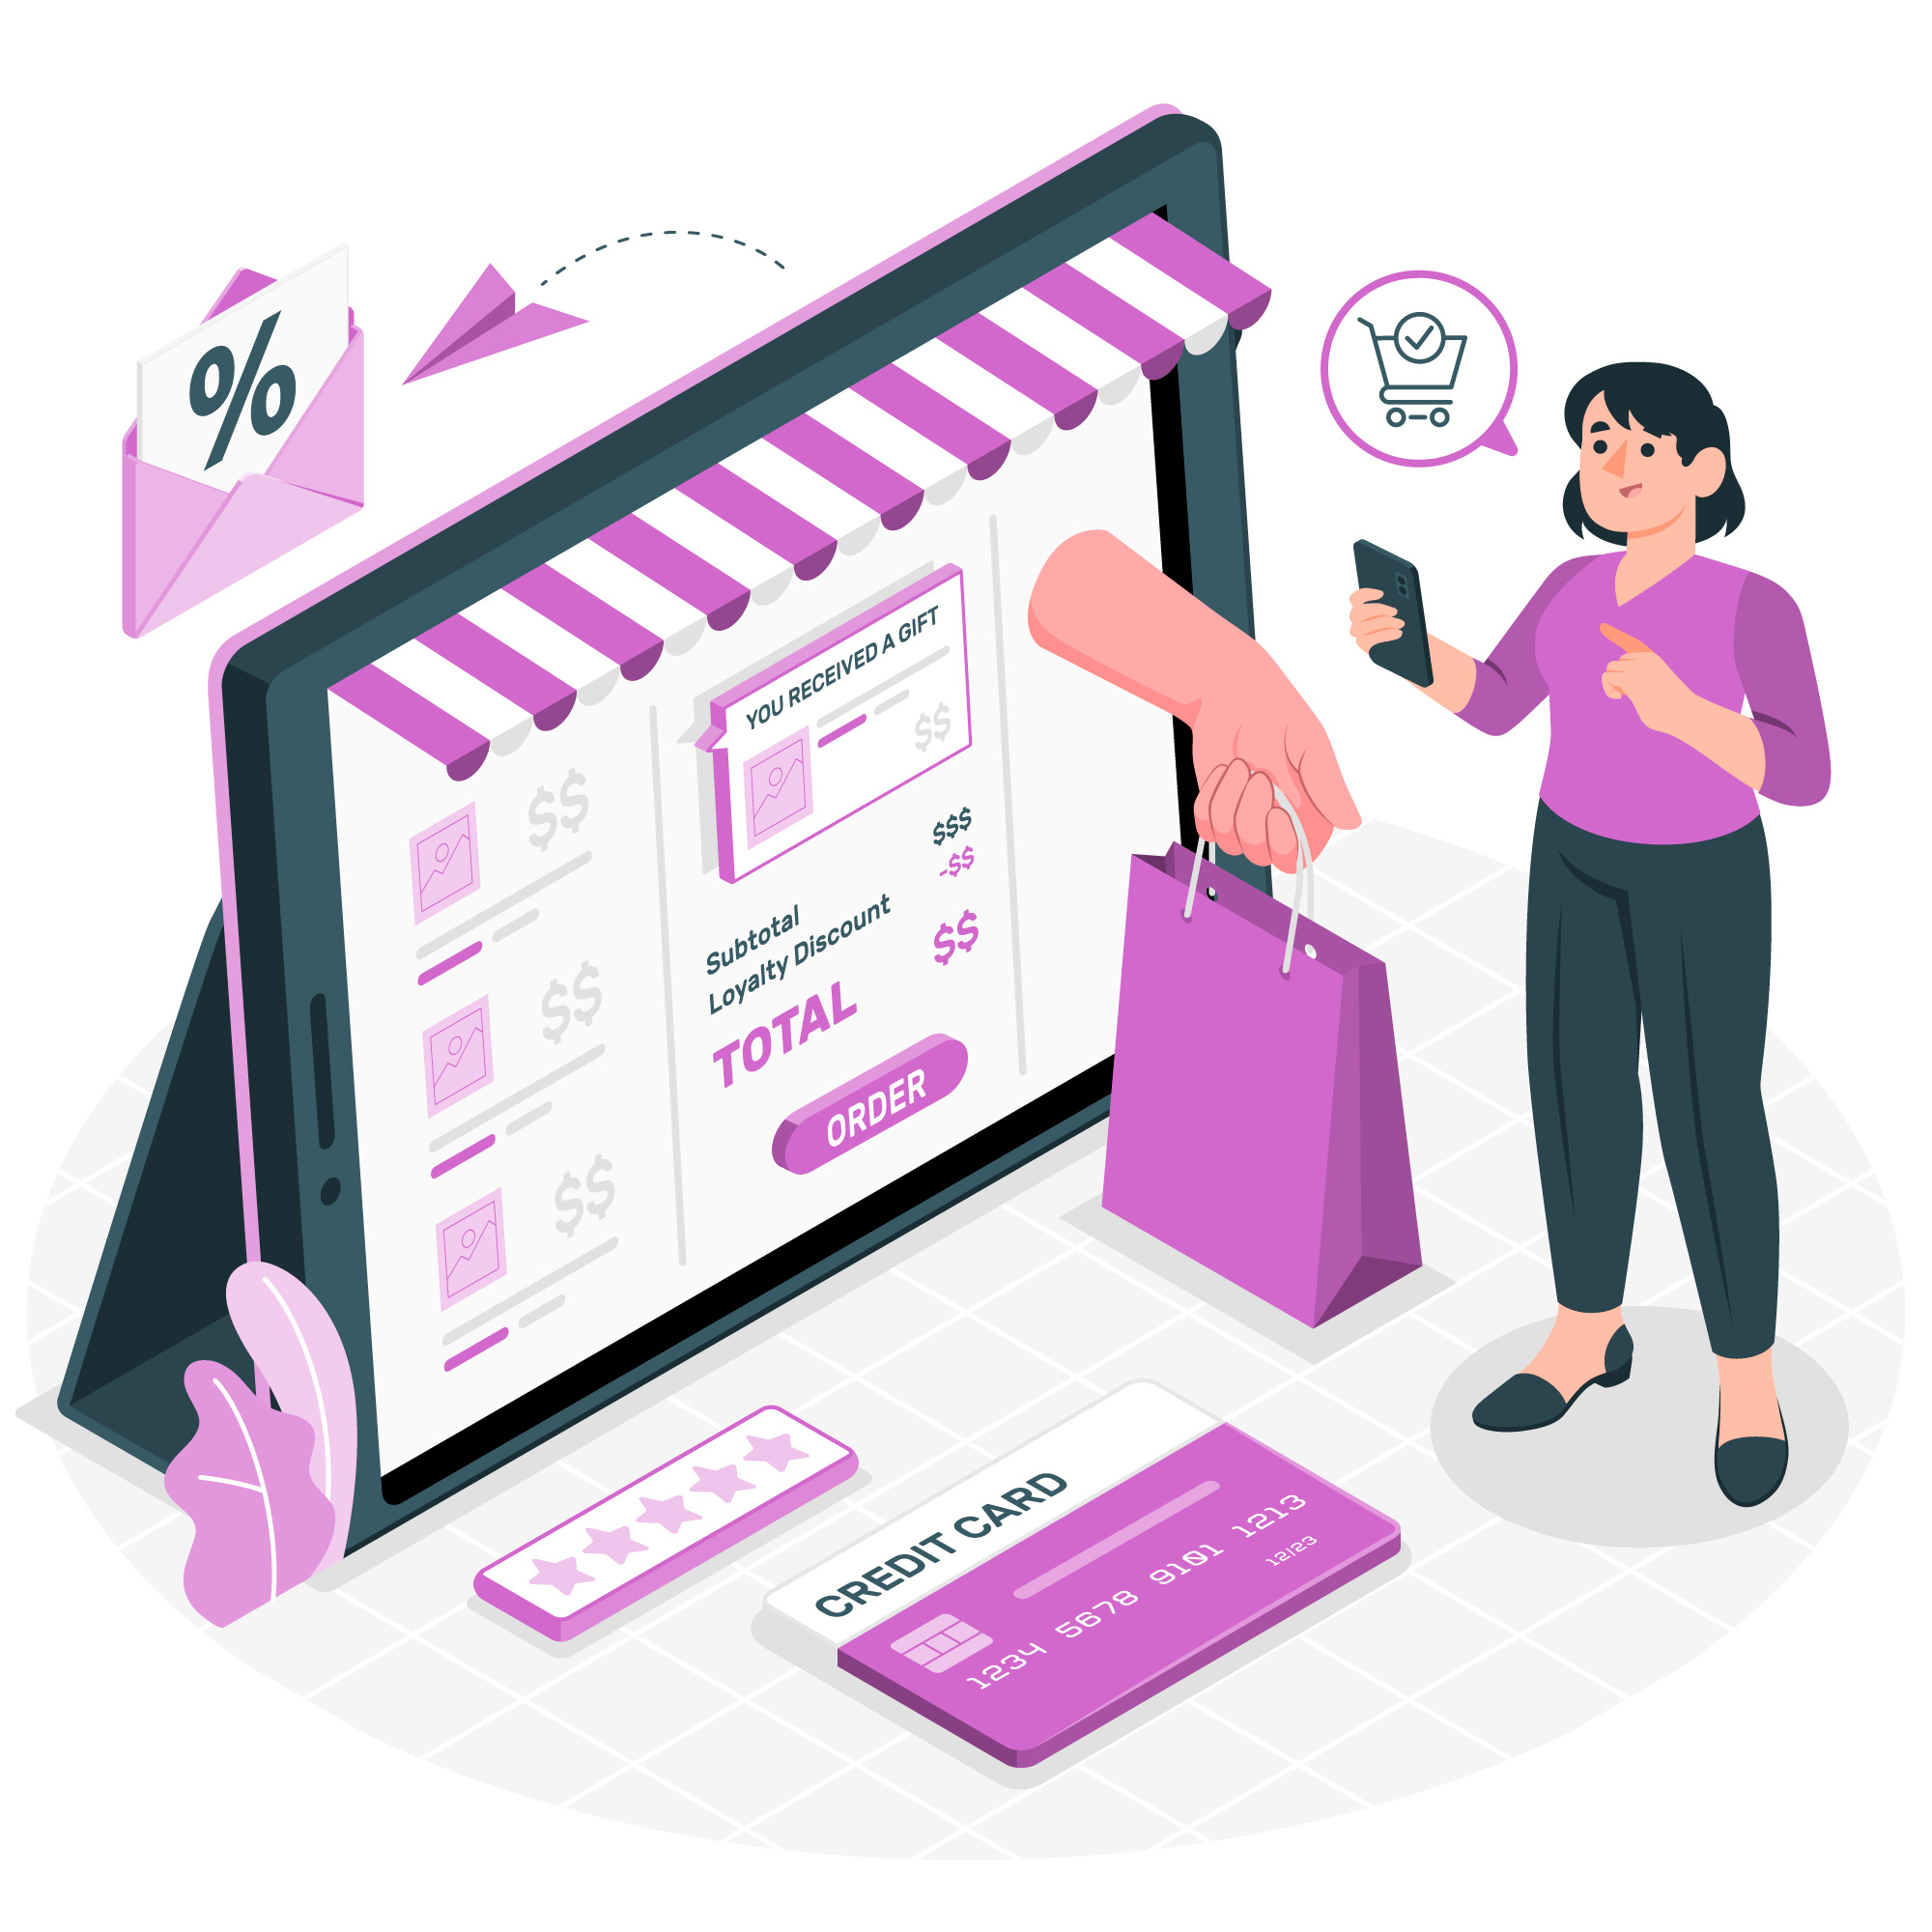 %
YOU RECEIVED A GIFT
$$
$$
$$$
-$$
Subtotal
Loyalty Discount
$$
TOTAL
$$
ORDER
$$
CREDIT CARD
1234 5678 9101 1213
12/23